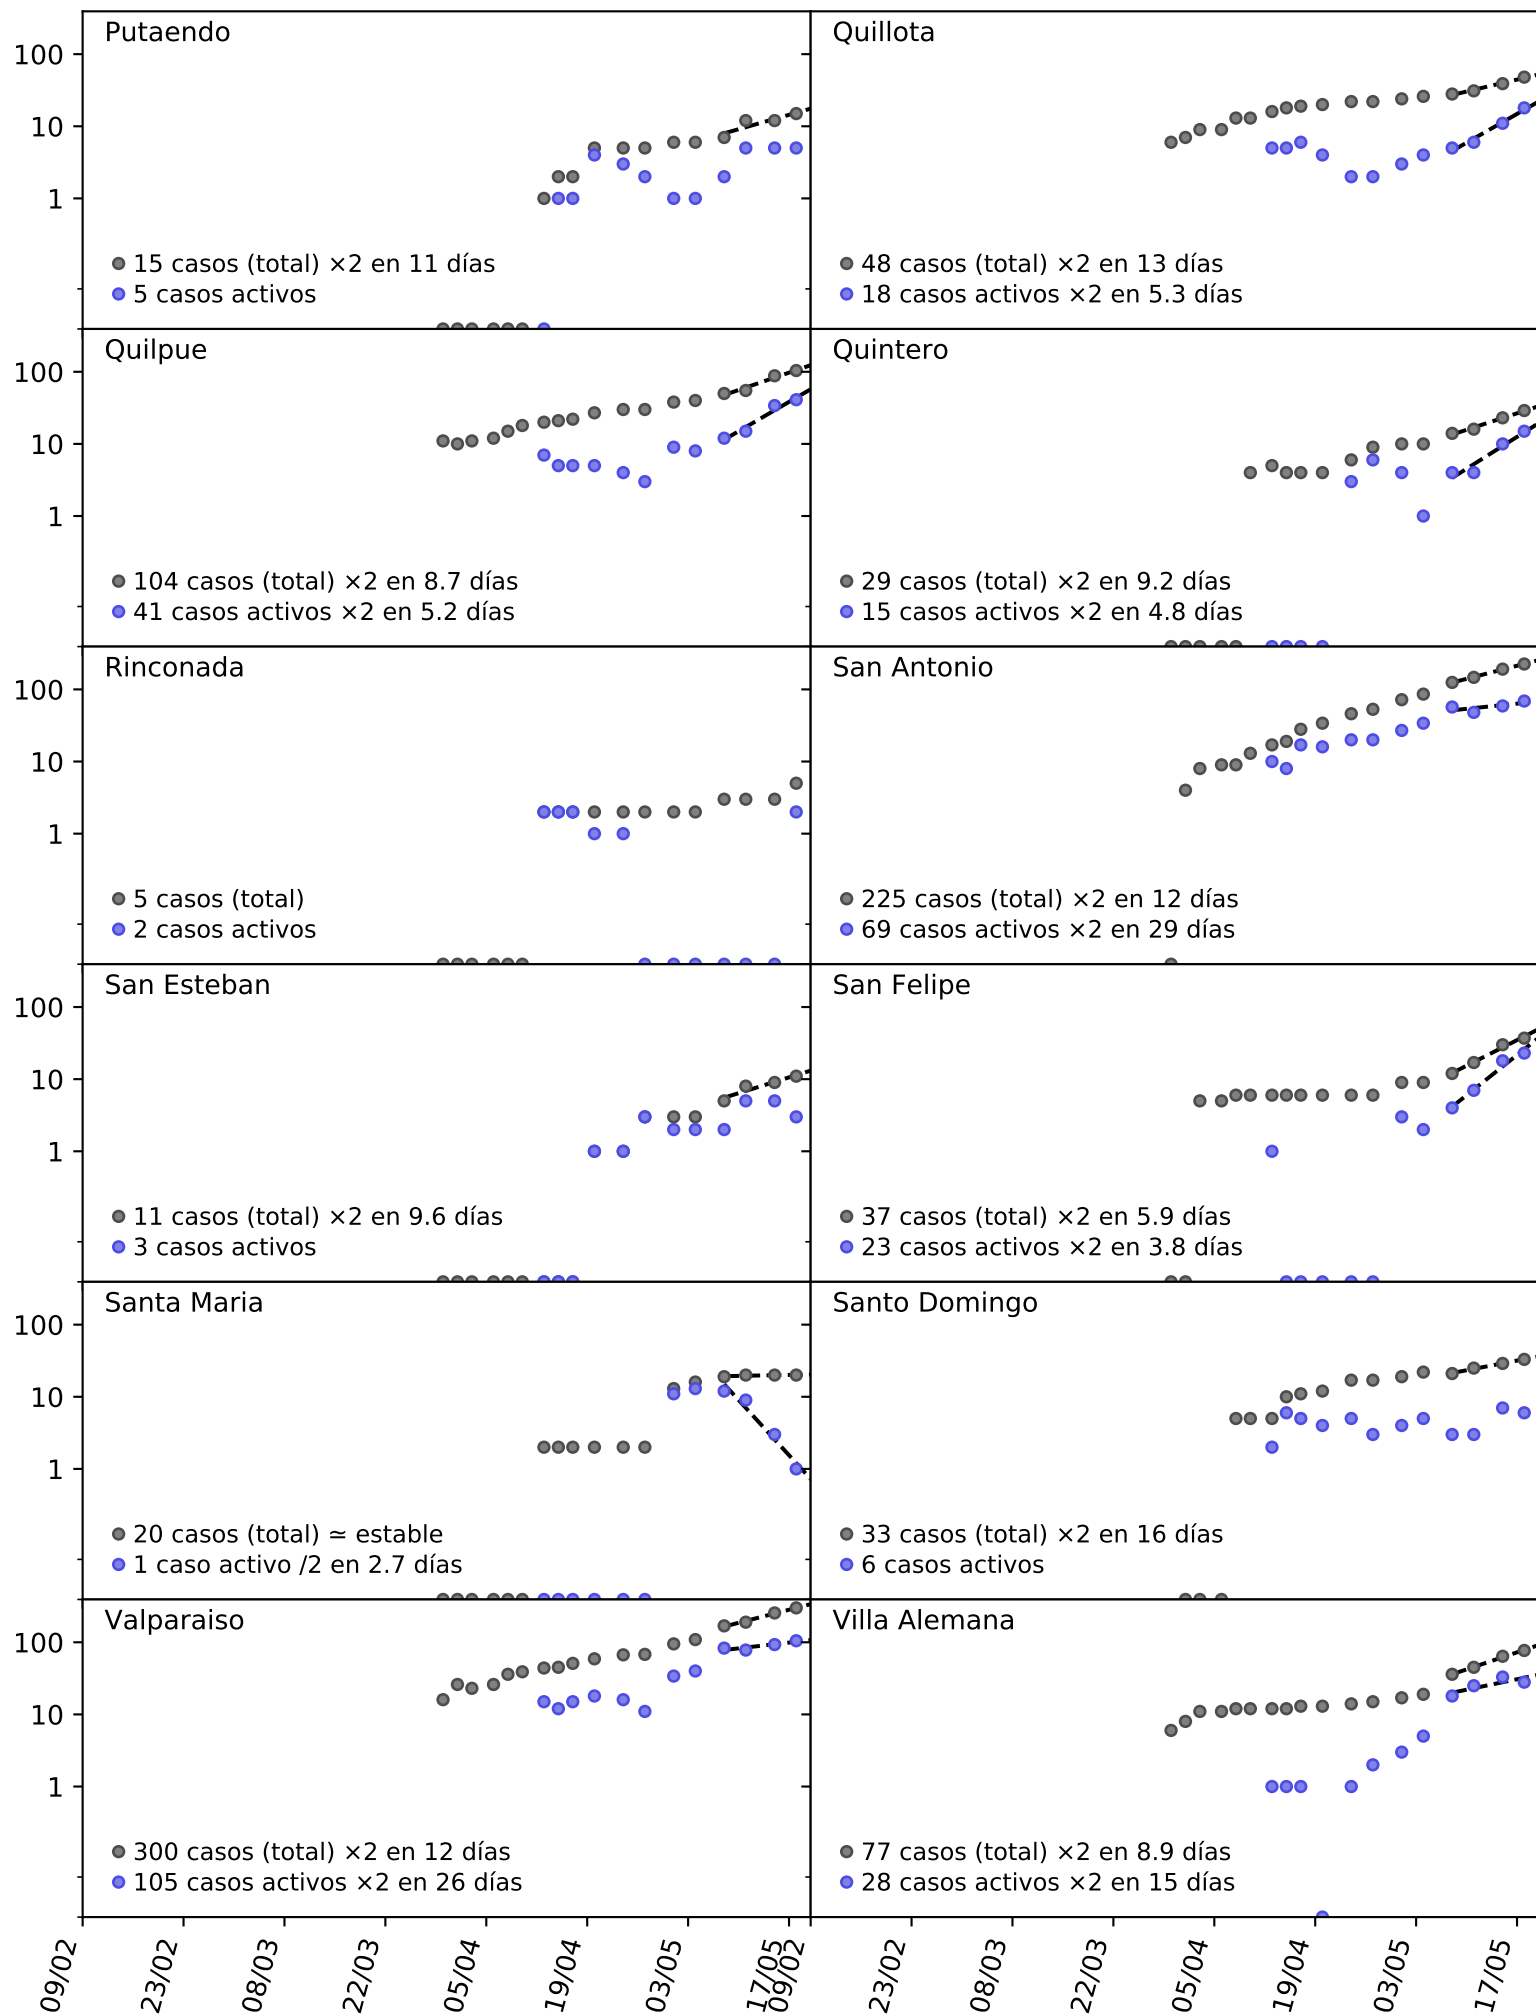 Putaendo
100
10
1
15 casos (total) ×2 en 11 días
5 casos activos
Quillota
48 casos (total) ×2 en 13 días
18 casos activos ×2 en 5.3 días
Quilpue
100
10
1
104 casos (total) ×2 en 8.7 días
41 casos activos ×2 en 5.2 días
Quintero
29 casos (total) ×2 en 9.2 días
15 casos activos ×2 en 4.8 días
Rinconada
100
10
1
5 casos (total)
2 casos activos
San Antonio
225 casos (total) ×2 en 12 días
69 casos activos ×2 en 29 días
San Esteban
100
10
1
11 casos (total) ×2 en 9.6 días
3 casos activos
San Felipe
37 casos (total) ×2 en 5.9 días
23 casos activos ×2 en 3.8 días
Santa Maria
100
10
1
20 casos (total) ≃ estable
1 caso activo /2 en 2.7 días
Santo Domingo
33 casos (total) ×2 en 16 días
6 casos activos
Valparaiso
100
10
1
300 casos (total) ×2 en 12 días
105 casos activos ×2 en 26 días
Villa Alemana
77 casos (total) ×2 en 8.9 días
28 casos activos ×2 en 15 días
09/02
23/02
08/03
22/03
05/04
19/04
03/05
17/05
09/02
23/02
08/03
22/03
05/04
19/04
03/05
17/05